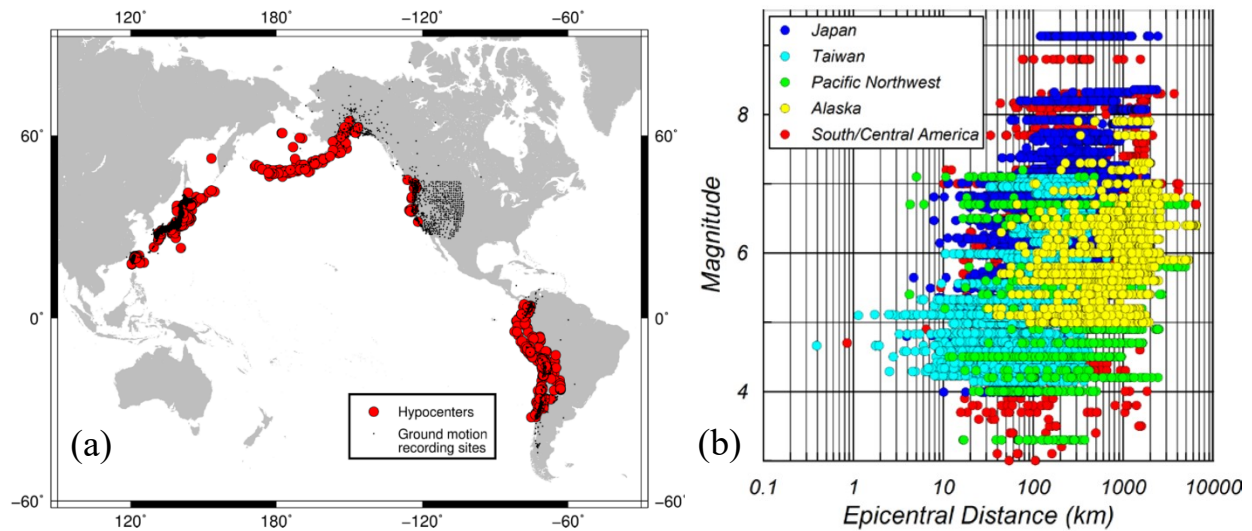 120° 180° −120° −60°
60°
60°
0°
0°
Hypocenters
Ground motion
recording sites
(a)
−60°
−60°
120° 180° −120° −60°
Japan
Taiwan
Pacific Northwest
Alaska
South/Central America
Magnitude
8
6
4
(b)
0.1 1 10 100 1000 10000
Epicentral Distance (km)